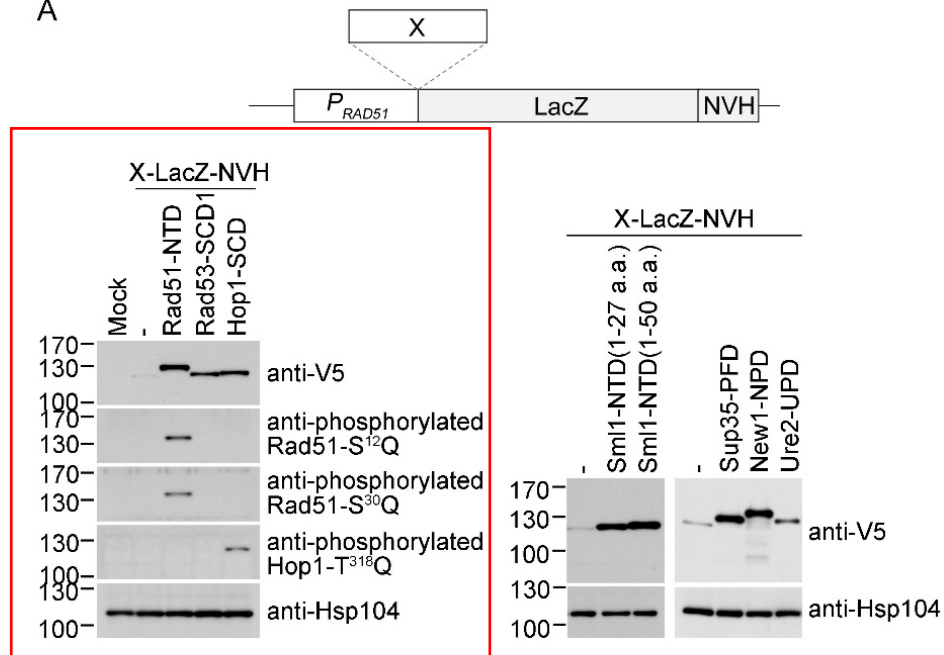 A
X
P_RAD51 LacZ NVH
X-LacZ-NVH
Mock
-
Rad51-NTD
Rad53-SCD1
Hop1-SCD
170
130
100
anti-V5
170
130
anti-phosphorylated
Rad51-S¹²Q
170
130
anti-phosphorylated
Rad51-S³⁰Q
130
100
anti-phosphorylated
Hop1-T³¹⁸Q
130
100
anti-Hsp104
X-LacZ-NVH
-
Sml1-NTD(1-27 a.a.)
Sml1-NTD(1-50 a.a.)
-
Sup35-PFD
New1-NPD
Ure2-UPD
170
130
100
anti-V5
130
100
anti-Hsp104